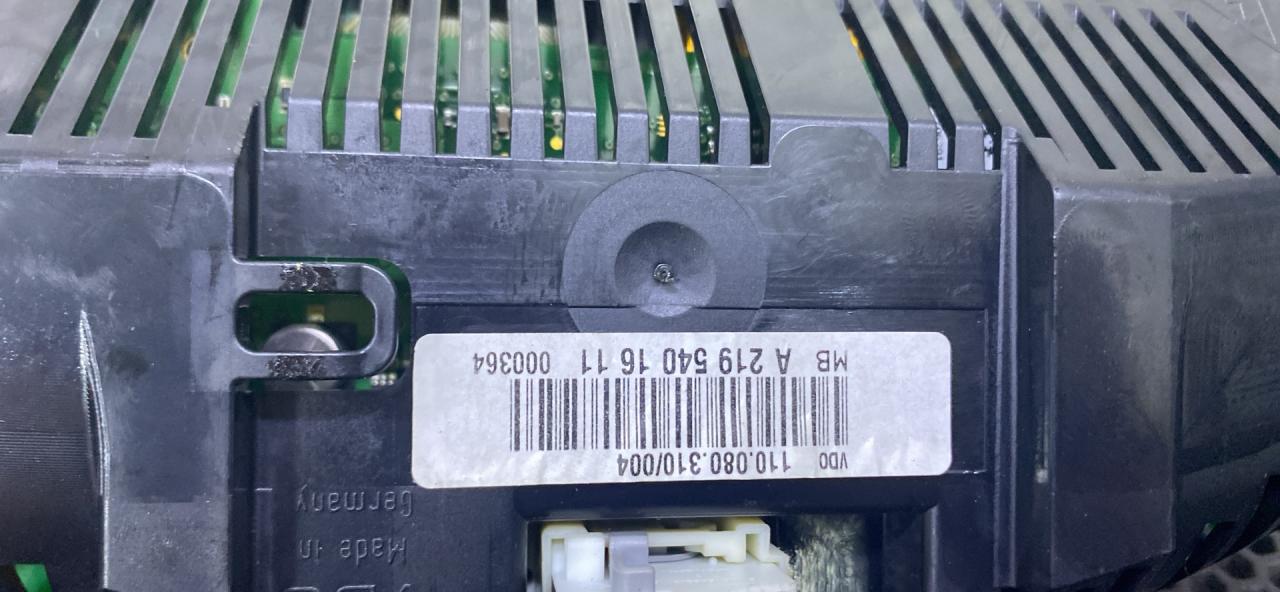 MB A 219 540 16 11 000364
VDO 110.080.310/004
Made in
Germany